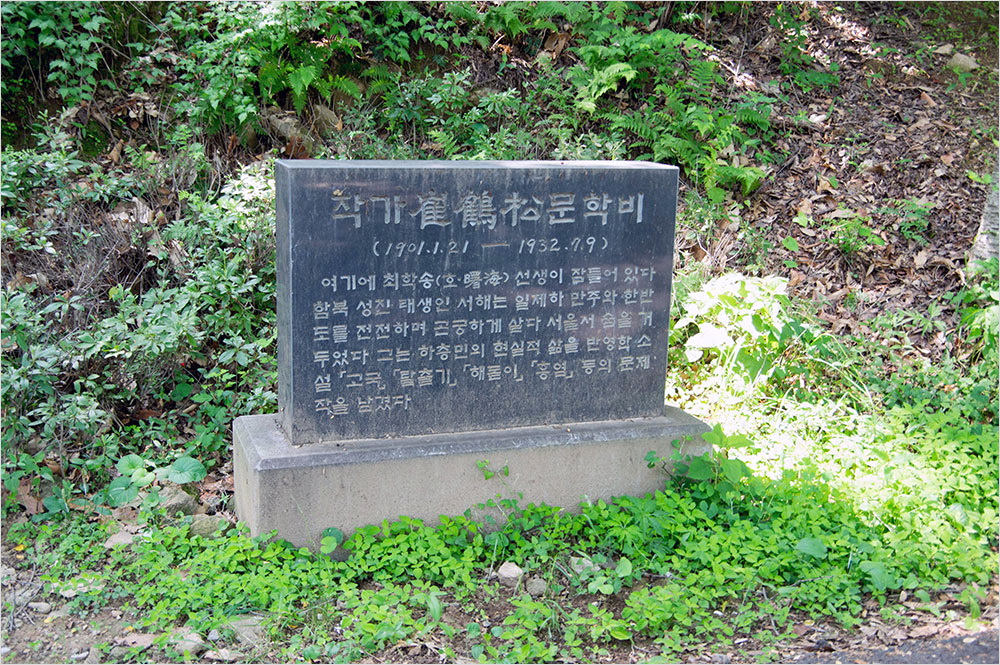 작가崔鶴松문학비
(1901.1.21 — 1932.7.9)
여기에 최학송(호·曙海) 선생이 잠들어 있다
함북 성진 태생인 서해는 일제하 만주와 한반
도를 전전하며 곤궁하게 살다 서울서 숨을 거
두었다 그는 하층민의 현실적 삶을 반영한 소
설 「고국」, 「탈출기」, 「해돋이」, 「홍염」 등의 문제
작을 남겼다